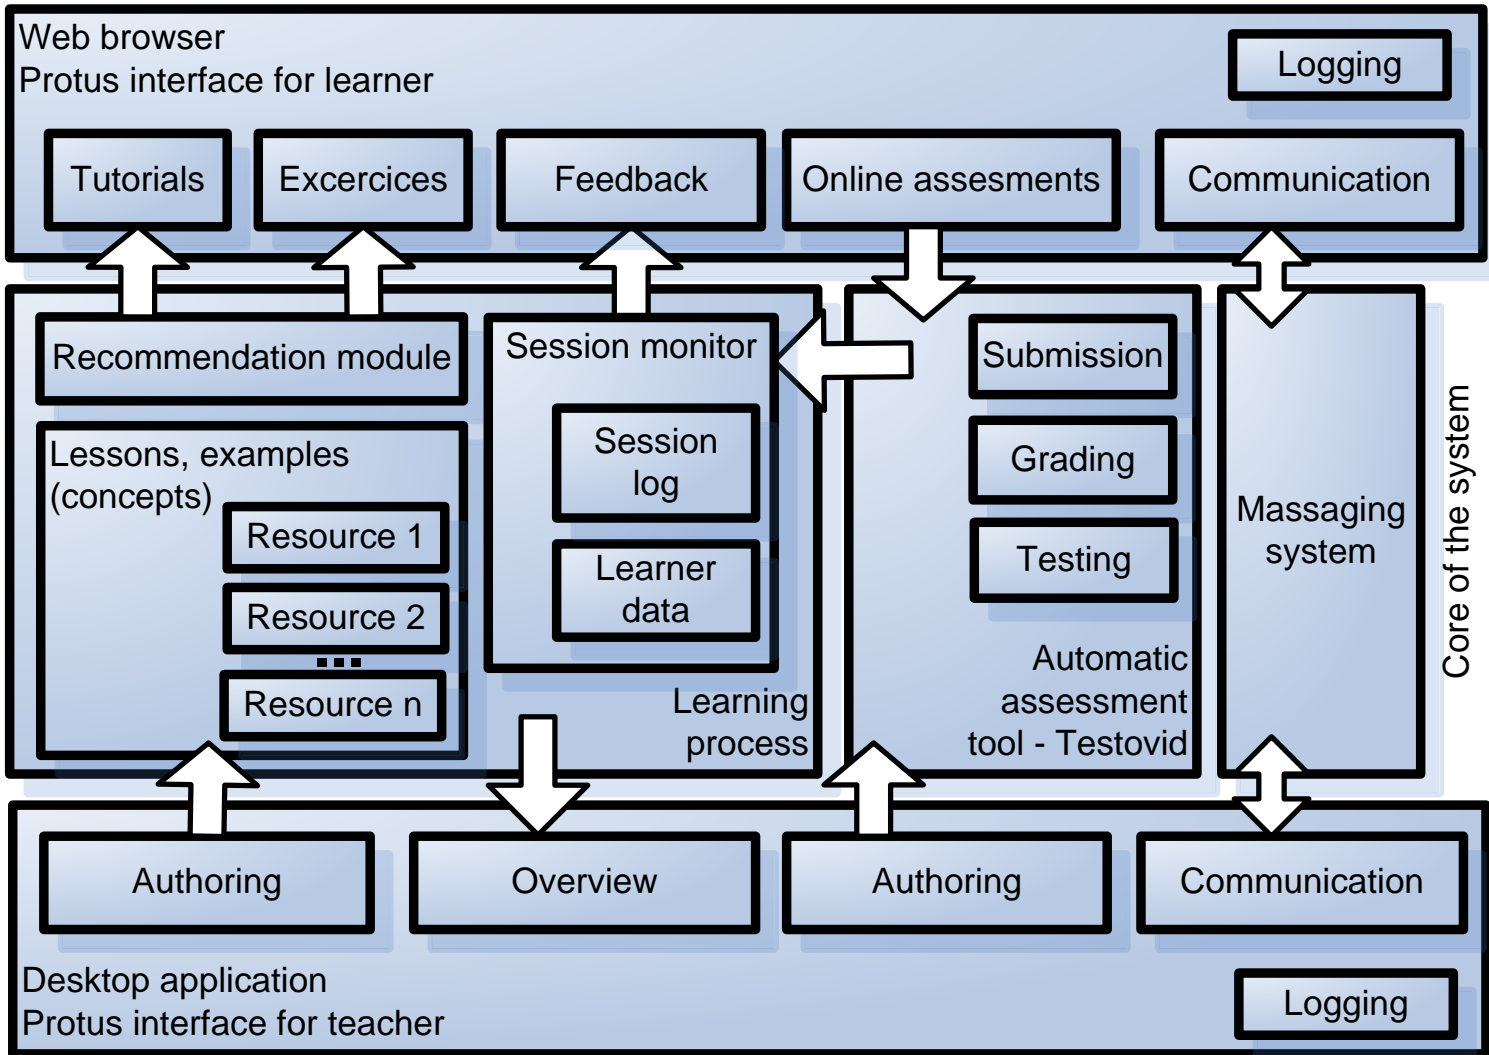 Web browser
Protus interface for learner
Logging
Tutorials
Excercices
Feedback
Online assesments
Communication
Recommendation module
Lessons, examples
(concepts)
Resource 1
Resource 2
...
Resource n
Session monitor
Session
log
Learner
data
Learning
process
Submission
Grading
Testing
Automatic
assessment
tool - Testovid
Massaging
system
Core of the system
Authoring
Overview
Authoring
Communication
Desktop application
Protus interface for teacher
Logging